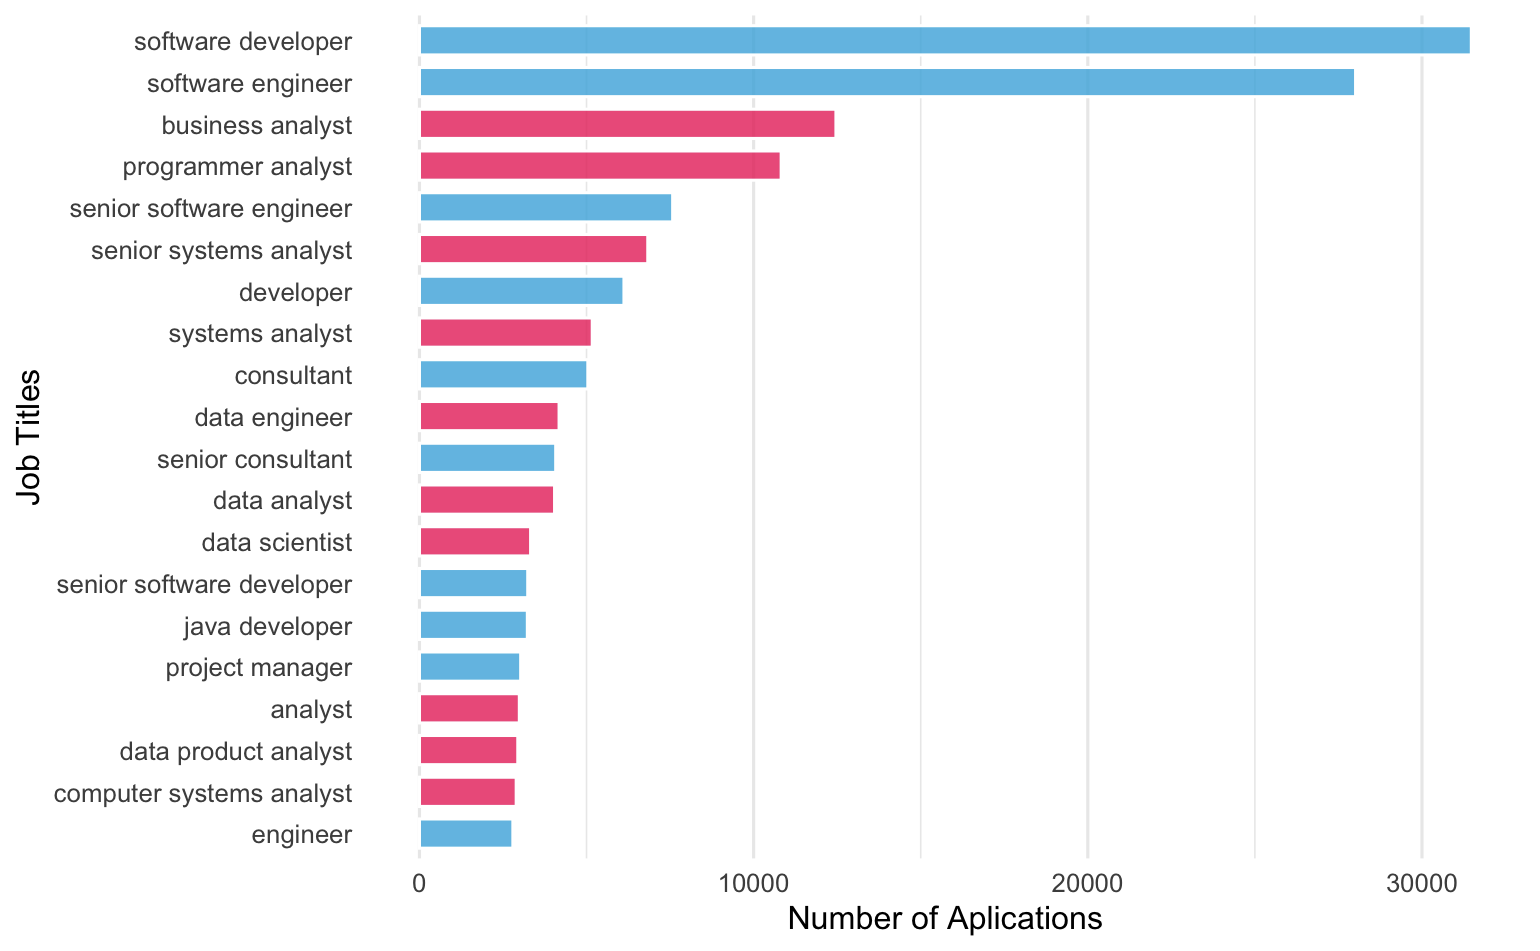 software developer
software engineer
business analyst
programmer analyst
senior software engineer
senior systems analyst
developer
systems analyst
consultant
data engineer
senior consultant
data analyst
data scientist
senior software developer
java developer
project manager
analyst
data product analyst
computer systems analyst
engineer
Job Titles
0 10000 20000 30000
Number of Aplications